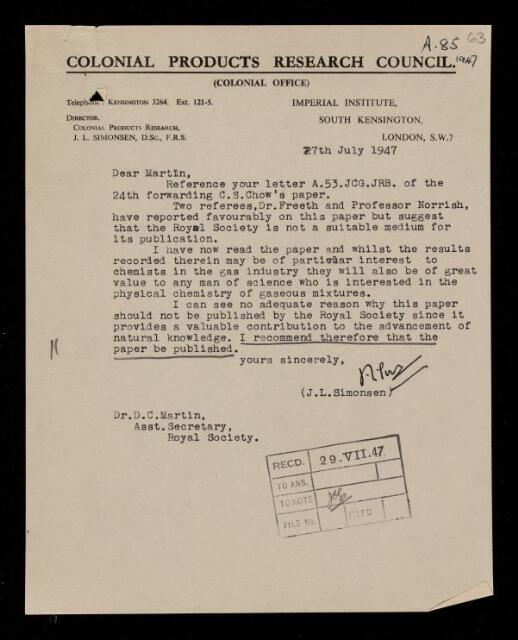 A.85 63
1947
COLONIAL PRODUCTS RESEARCH COUNCIL.
(COLONIAL OFFICE)
Telephone: KENSINGTON 3264. Ext. 121-5.
IMPERIAL INSTITUTE,
DIRECTOR,
SOUTH KENSINGTON,
COLONIAL PRODUCTS RESEARCH,
J. L. SIMONSEN, D.Sc., F.R.S.
LONDON, S.W.7
27th July 1947
Dear Martin,
Reference your letter A.53.JCG.JRB. of the
24th forwarding C.S.Chow's paper.
Two referees,Dr.Freeth and Professor Norrish,
have reported favourably on this paper but suggest
that the Royal Society is not a suitable medium for
its publication.
I have now read the paper and whilst the results
recorded therein may be of particular interest to
chemists in the gas industry they will also be of great
value to any man of science who is interested in the
physical chemistry of gaseous mixtures.
I can see no adequate reason why this paper
should not be published by the Royal Society since it
provides a valuable contribution to the advancement of
natural knowledge. I recommend therefore that the
paper be published.
yours sincerely,
(J.L.Simonsen)
Dr.D.C.Martin,
Asst.Secretary,
Royal Society.
RECD. 29.VII.47
TO ANS.
TO NOTE
FILE No. FILED